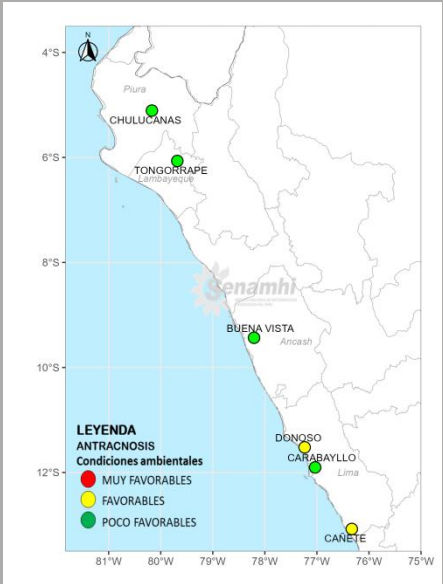 N
4°S
Piura
CHULUCANAS
6°S
TONGORRAPE
Lambayeque
8°S
Senamhi
BUENA VISTA
Ancash
10°S
LEYENDA
ANTRACNOSIS
Condiciones ambientales
MUY FAVORABLES
FAVORABLES
POCO FAVORABLES
DONOSO
CARABAYLLO
Lima
12°S
CAÑETE
81°W 80°W 79°W 77°W 77°W 76°W 75°W